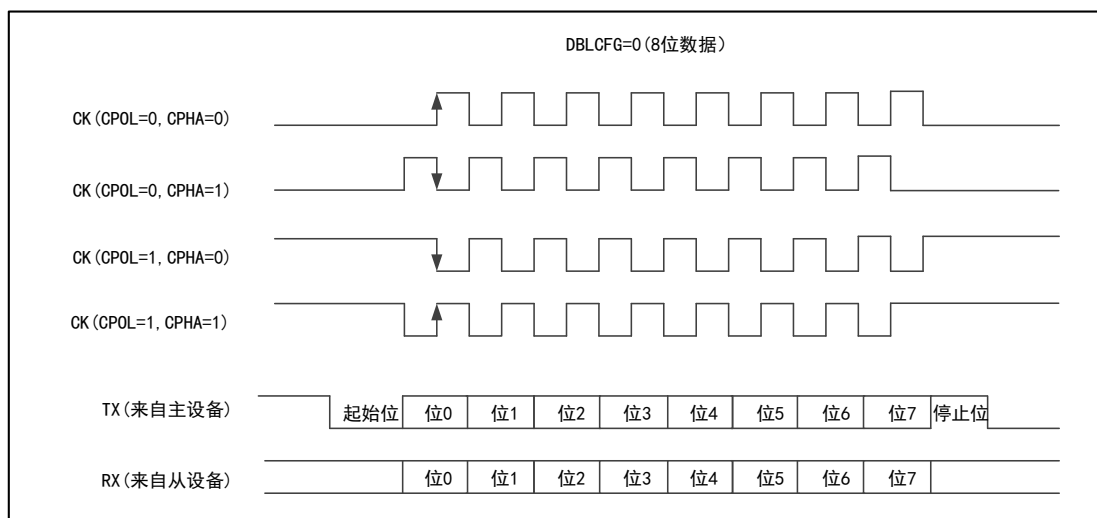 DBLCFG=0(8位数据)
CK(CPOL=0,CPHA=0)
CK(CPOL=0,CPHA=1)
CK(CPOL=1,CPHA=0)
CK(CPOL=1,CPHA=1)
TX(来自主设备) 起始位 位0 位1 位2 位3 位4 位5 位6 位7 停止位
RX(来自从设备) 位0 位1 位2 位3 位4 位5 位6 位7